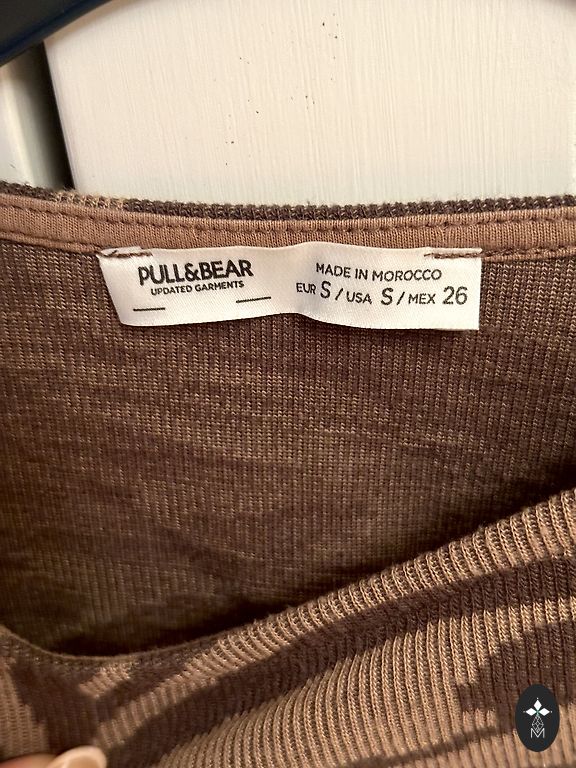 PULL&BEAR
UPDATED GARMENTS
MADE IN MOROCCO
EUR S / USA S / MEX 26
M